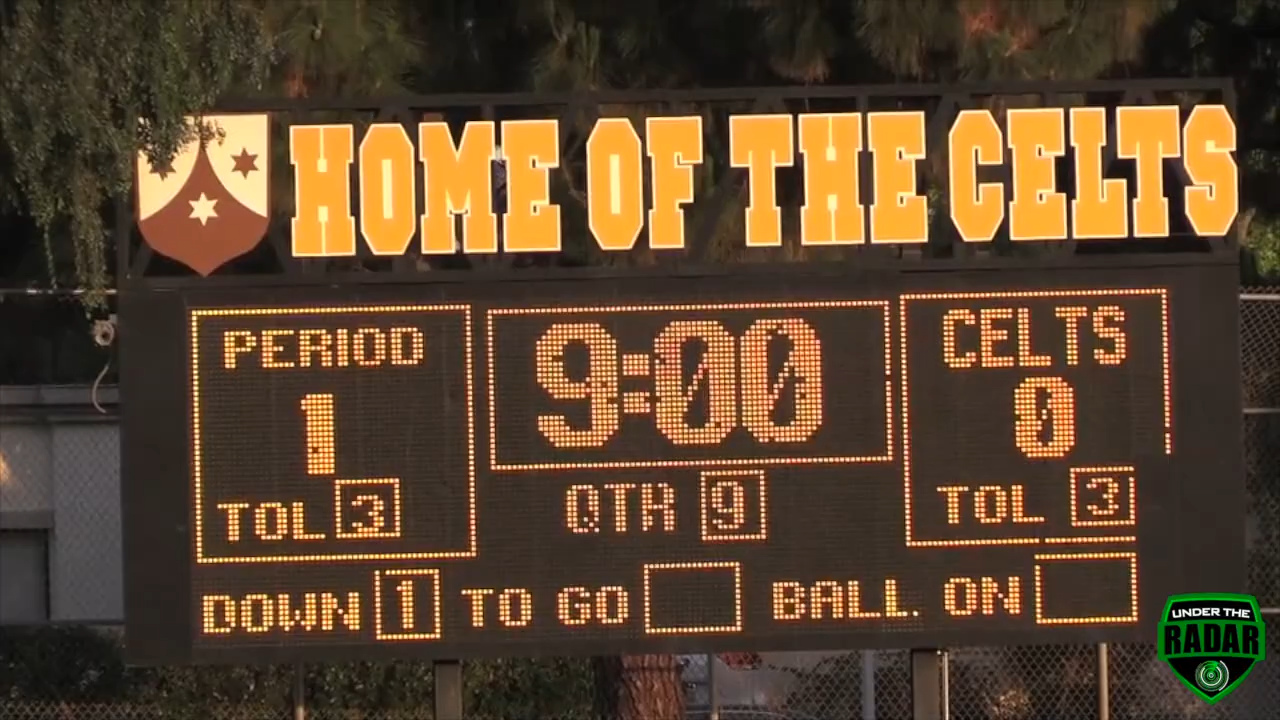 HOME OF THE CELTS
PERIOD
1
TOL 3
9:00
QTR 9
CELTS
0
TOL 3
DOWN 1 TO GO BALL ON
UNDER THE
RADAR